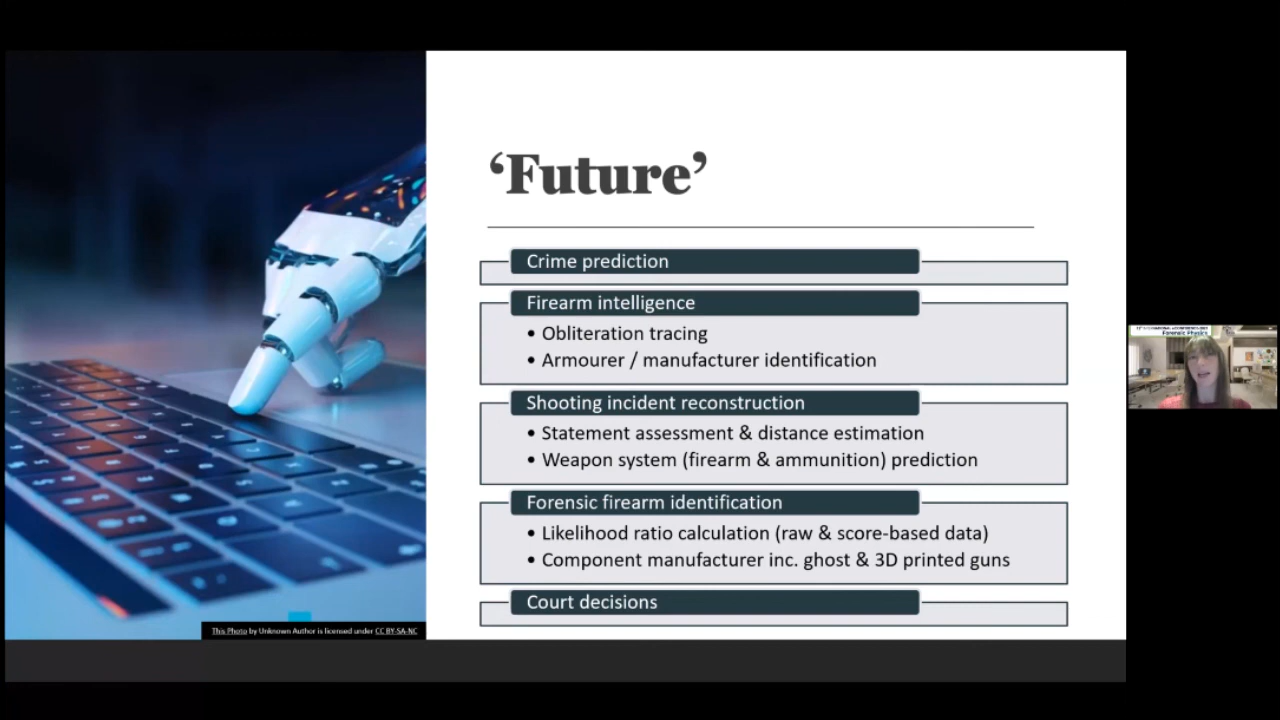 ‘Future’
Crime prediction
Firearm intelligence
• Obliteration tracing
• Armourer / manufacturer identification
Shooting incident reconstruction
• Statement assessment & distance estimation
• Weapon system (firearm & ammunition) prediction
Forensic firearm identification
• Likelihood ratio calculation (raw & score-based data)
• Component manufacturer inc. ghost & 3D printed guns
Court decisions
This Photo by Unknown Author is licensed under CC BY-SA-NC
Forensic Physics